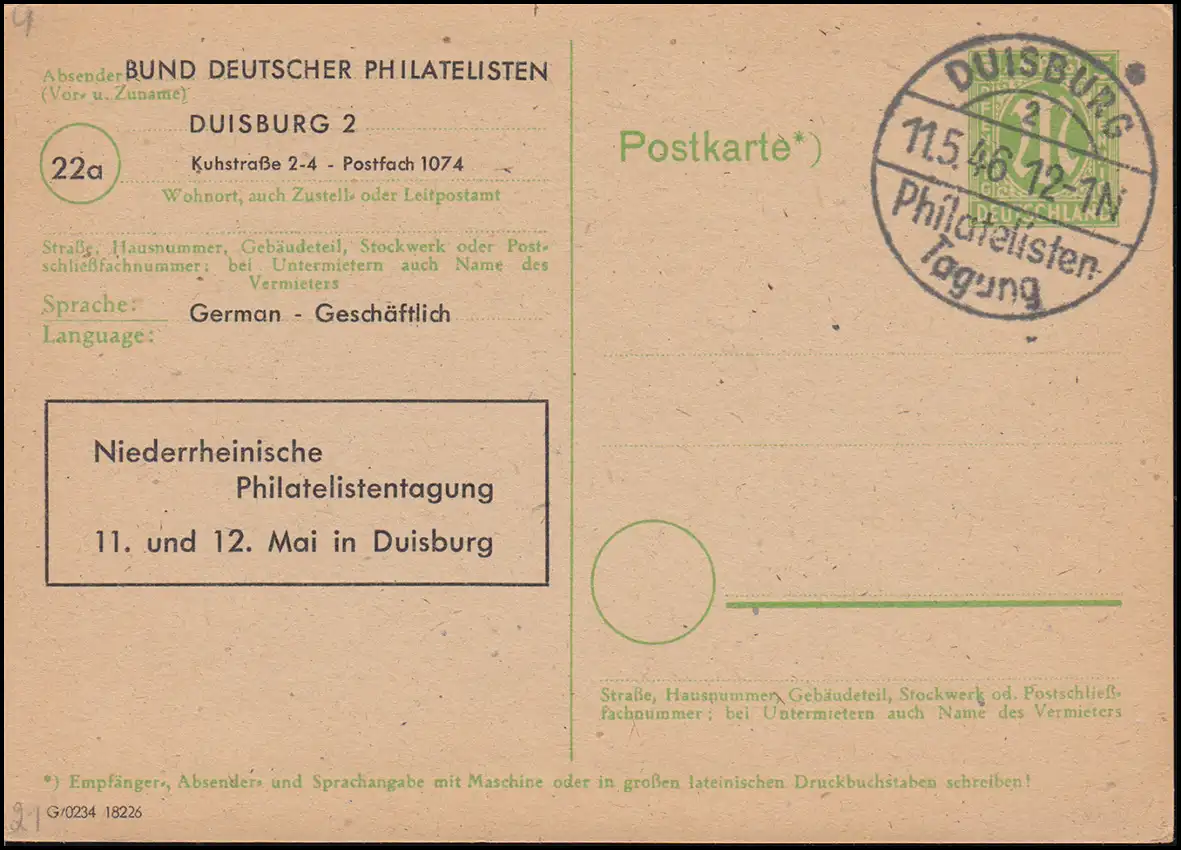 4
Absender BUND DEUTSCHER PHILATELISTEN
(Vor- u. Zuname)
DUISBURG 2
22a
Kuhstraße 2-4 - Postfach 1074
Wohnort, auch Zustell- oder Leitpostamt
Straße, Hausnummer, Gebäudeteil, Stockwerk oder Post-
schließfachnummer; bei Untermietern auch Name des
Vermieters
Sprache:
Language:
German - Geschäftlich
Niederrheinische
Philatelistentagung
11. und 12. Mai in Duisburg
Postkarte*)
DEUTSCHLAND
DUISBURG
2
11.5.46.12-1N
Philatelisten
Tagung
Straße, Hausnummer, Gebäudeteil, Stockwerk od. Postschließ-
fachnummer; bei Untermietern auch Name des Vermieters
*) Empfänger-, Absender- und Sprachangabe mit Maschine oder in großen lateinischen Druckbuchstaben schreiben!
G/0234 18226